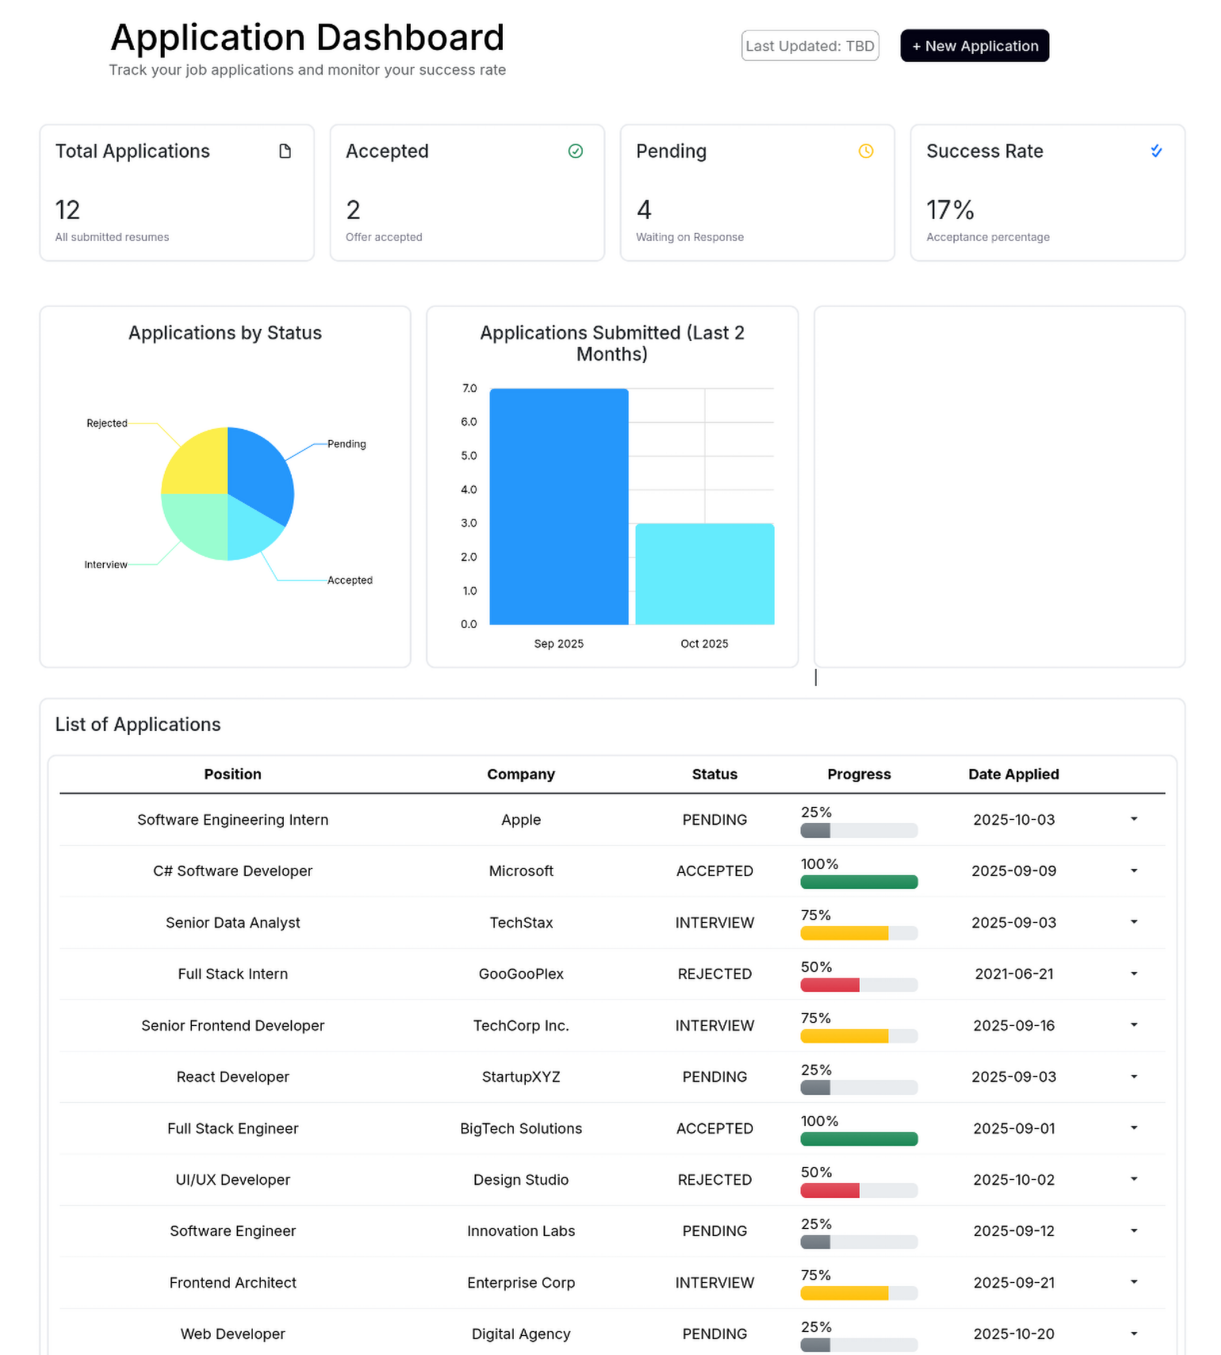 Application Dashboard
Track your job applications and monitor your success rate
Last Updated: TBD
+ New Application
Total Applications
12
All submitted resumes
Accepted
2
Offer accepted
Pending
4
Waiting on Response
Success Rate
17%
Acceptance percentage
Applications by Status
Rejected
Pending
Interview
Accepted
Applications Submitted (Last 2
Months)
7.0
6.0
5.0
4.0
3.0
2.0
1.0
0.0
Sep 2025
Oct 2025
List of Applications
Position Company Status Progress Date Applied
Software Engineering Intern Apple PENDING 25% 2025-10-03
C# Software Developer Microsoft ACCEPTED 100% 2025-09-09
Senior Data Analyst TechStax INTERVIEW 75% 2025-09-03
Full Stack Intern GooGooPlex REJECTED 50% 2021-06-21
Senior Frontend Developer TechCorp Inc. INTERVIEW 75% 2025-09-16
React Developer StartupXYZ PENDING 25% 2025-09-03
Full Stack Engineer BigTech Solutions ACCEPTED 100% 2025-09-01
UI/UX Developer Design Studio REJECTED 50% 2025-10-02
Software Engineer Innovation Labs PENDING 25% 2025-09-12
Frontend Architect Enterprise Corp INTERVIEW 75% 2025-09-21
Web Developer Digital Agency PENDING 25% 2025-10-20